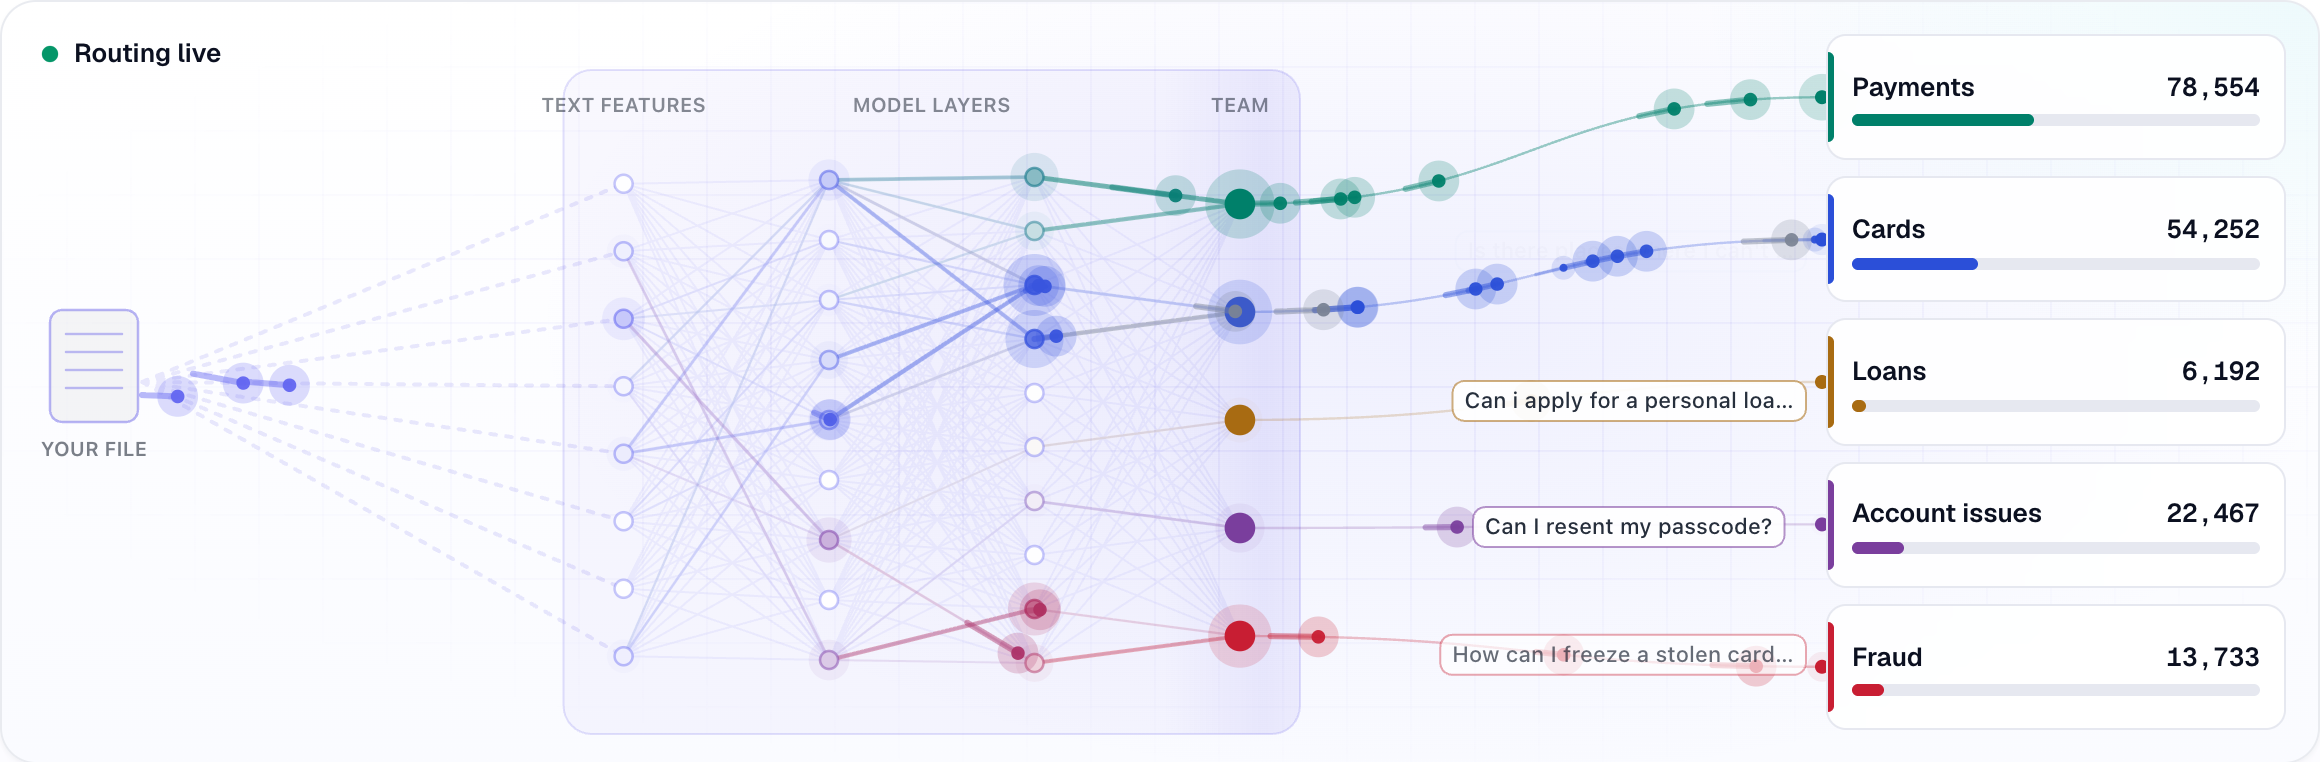 Routing live
TEXT FEATURES
MODEL LAYERS
TEAM
YOUR FILE
Payments 78,554
Cards 54,252
Can i apply for a personal loa...
Loans 6,192
Can I resent my passcode?
Account issues 22,467
How can I freeze a stolen card...
Fraud 13,733